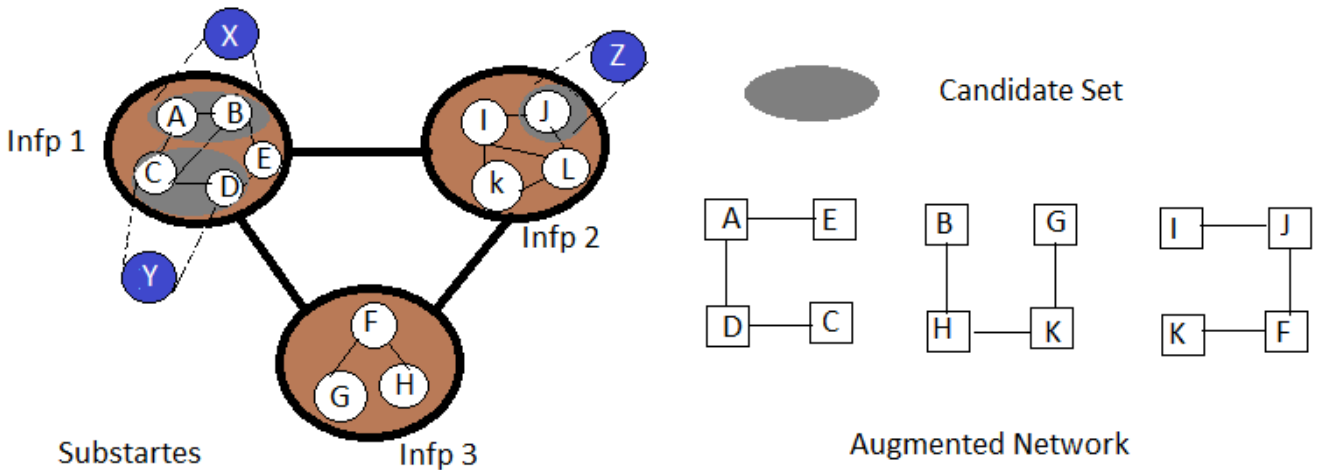 X
Z
Candidate Set
A
B
J
I
Infp 1
E
C
D
L
k
A
E
B
G
I
J
Infp 2
Y
F
D
C
H
K
K
F
G
H
Substartes
Infp 3
Augmented Network